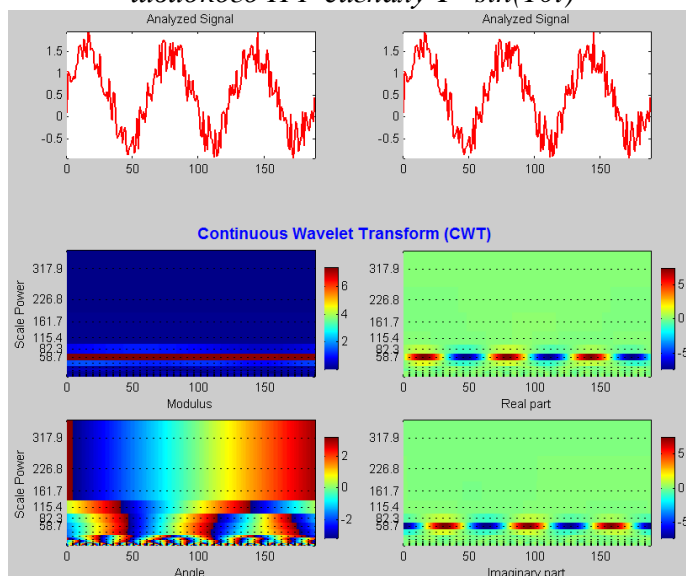 швидкого НТ сигналу Y=sin(10t)
Analyzed Signal
Analyzed Signal
1.5
1
0.5
0
-0.5
0 50 100 150
1.5
1
0.5
0
-0.5
0 50 100 150
Continuous Wavelet Transform (CWT)
Scale Power
317.9
226.8
161.7
115.4
82.3
58.7
0 50 100 150
Modulus
6
4
2
317.9
226.8
161.7
115.4
82.3
58.7
0 50 100 150
Real part
5
0
-5
Scale Power
317.9
226.8
161.7
115.4
82.3
58.7
0 50 100 150
Angle
2
0
-2
317.9
226.8
161.7
115.4
82.3
58.7
0 50 100 150
Imaginary part
5
0
-5